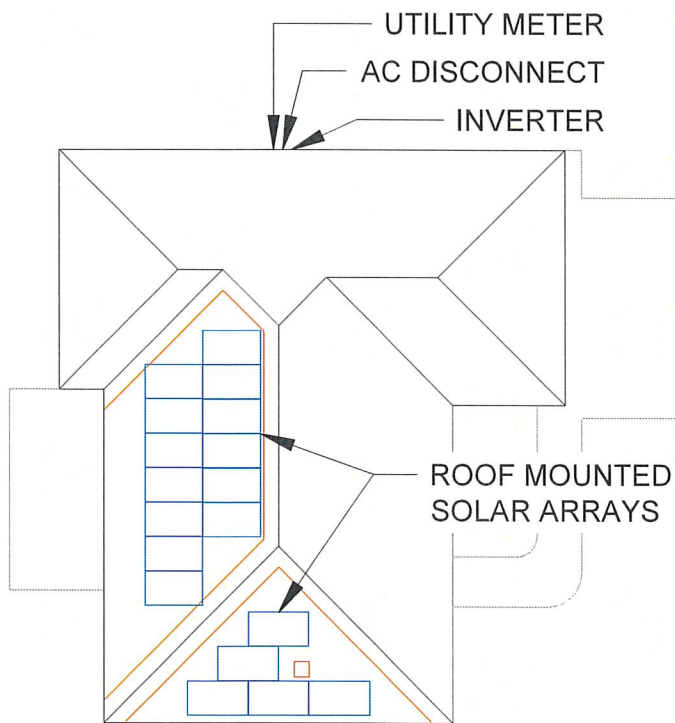 UTILITY METER
AC DISCONNECT
INVERTER
ROOF MOUNTED
SOLAR ARRAYS